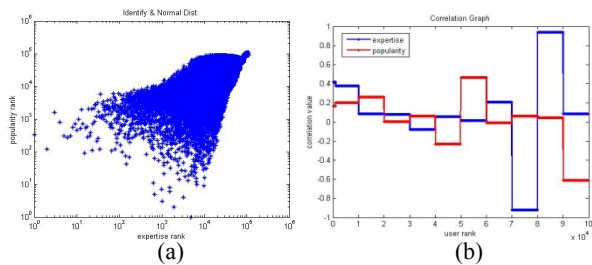 Identify & Normal Dist.
10^6
10^5
10^4
10^3
10^2
10^1
10^0
popularity rank
10^0 10^1 10^2 10^3 10^4 10^5 10^6
expertise rank
(a)
Correlation Graph
expertise
popularity
1
0.8
0.6
0.4
0.2
0
-0.2
-0.4
-0.6
-0.8
-1
correlation value
0 1 2 3 4 5 6 7 8 9 10
x 10^4
user rank
(b)